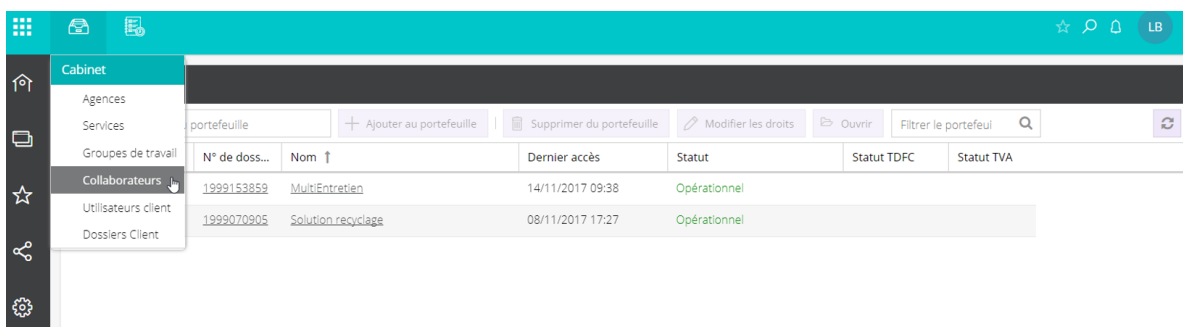 LB
Cabinet
Agences
Services
Groupes de travail
Collaborateurs
Utilisateurs client
Dossiers Client
portefeuille
Ajouter au portefeuille
Supprimer du portefeuille
Modifier les droits
Ouvrir
Filtrer le portefeui
N° de doss... Nom ↑ Dernier accès Statut Statut TDFC Statut TVA
1999153859 MultiEntretien 14/11/2017 09:38 Opérationnel
1999070905 Solution recyclage 08/11/2017 17:27 Opérationnel